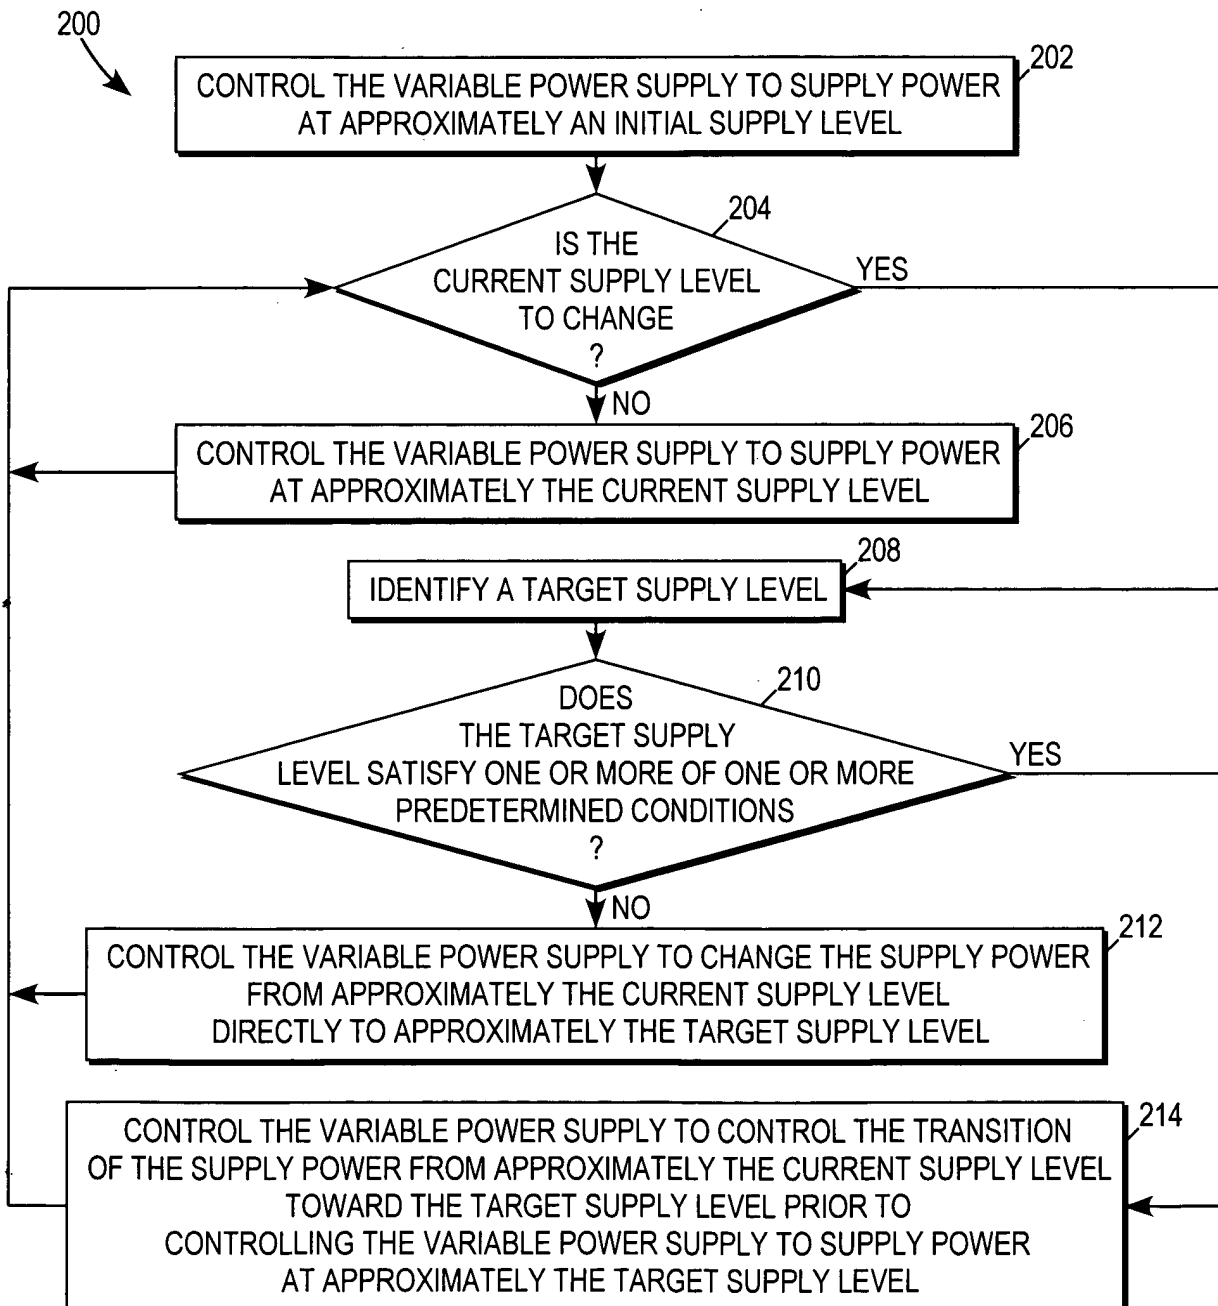 200
CONTROL THE VARIABLE POWER SUPPLY TO SUPPLY POWER
AT APPROXIMATELY AN INITIAL SUPPLY LEVEL
202
204
IS THE
CURRENT SUPPLY LEVEL
TO CHANGE
?
YES
NO
CONTROL THE VARIABLE POWER SUPPLY TO SUPPLY POWER
AT APPROXIMATELY THE CURRENT SUPPLY LEVEL
206
208
IDENTIFY A TARGET SUPPLY LEVEL
210
DOES
THE TARGET SUPPLY
LEVEL SATISFY ONE OR MORE OF ONE OR MORE
PREDETERMINED CONDITIONS
?
YES
NO
212
CONTROL THE VARIABLE POWER SUPPLY TO CHANGE THE SUPPLY POWER
FROM APPROXIMATELY THE CURRENT SUPPLY LEVEL
DIRECTLY TO APPROXIMATELY THE TARGET SUPPLY LEVEL
214
CONTROL THE VARIABLE POWER SUPPLY TO CONTROL THE TRANSITION
OF THE SUPPLY POWER FROM APPROXIMATELY THE CURRENT SUPPLY LEVEL
TOWARD THE TARGET SUPPLY LEVEL PRIOR TO
CONTROLLING THE VARIABLE POWER SUPPLY TO SUPPLY POWER
AT APPROXIMATELY THE TARGET SUPPLY LEVEL